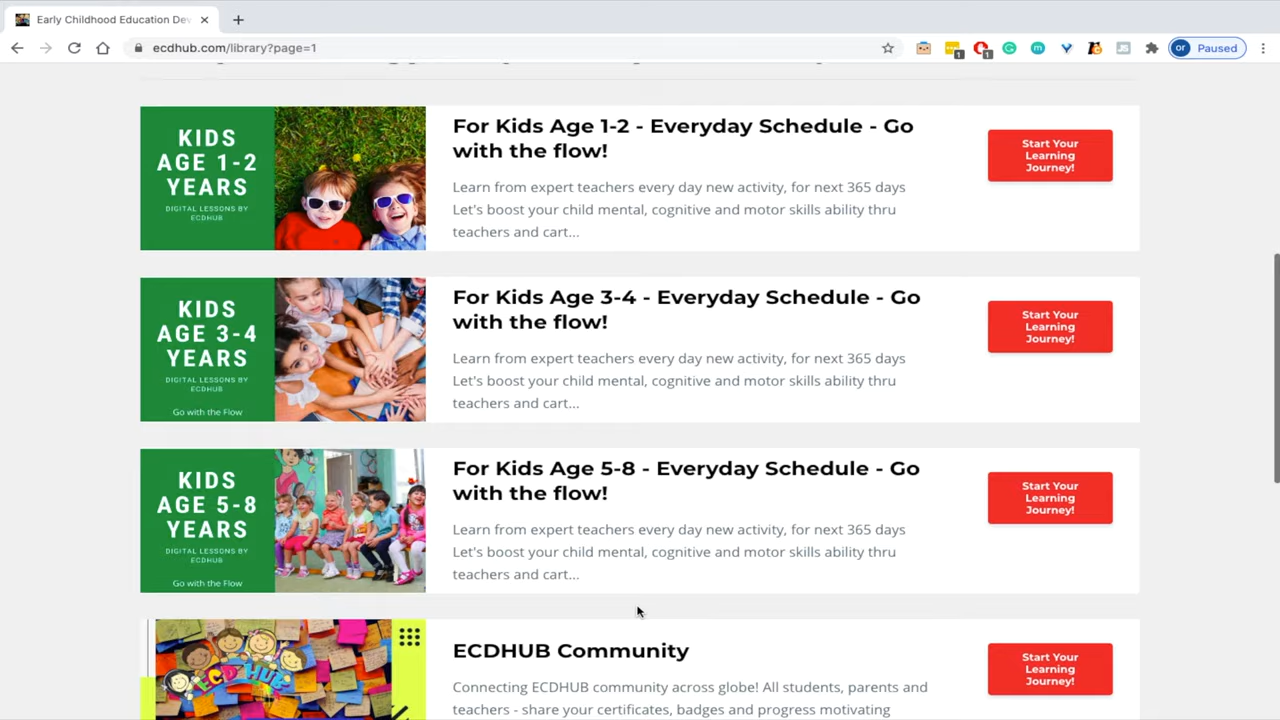 Early Childhood Education Dev
ecdhub.com/library?page=1
1
1
or
Paused
JS
m
KIDS
AGE 1-2
YEARS
DIGITAL LESSONS BY
ECDHUB
For Kids Age 1-2 - Everyday Schedule - Go
with the flow!
Learn from expert teachers every day new activity, for next 365 days
Let's boost your child mental, cognitive and motor skills ability thru
teachers and cart...
Start Your
Learning
Journey!
KIDS
AGE 3-4
YEARS
DIGITAL LESSONS BY
ECDHUB
Go with the Flow
For Kids Age 3-4 - Everyday Schedule - Go
with the flow!
Learn from expert teachers every day new activity, for next 365 days
Let's boost your child mental, cognitive and motor skills ability thru
teachers and cart...
Start Your
Learning
Journey!
KIDS
AGE 5-8
YEARS
DIGITAL LESSONS BY
ECDHUB
Go with the Flow
For Kids Age 5-8 - Everyday Schedule - Go
with the flow!
Learn from expert teachers every day new activity, for next 365 days
Let's boost your child mental, cognitive and motor skills ability thru
teachers and cart...
Start Your
Learning
Journey!
ECD HUB
ECDHUB Community
Connecting ECDHUB community across globe! All students, parents and
teachers - share your certificates, badges and progress motivating
Start Your
Learning
Journey!